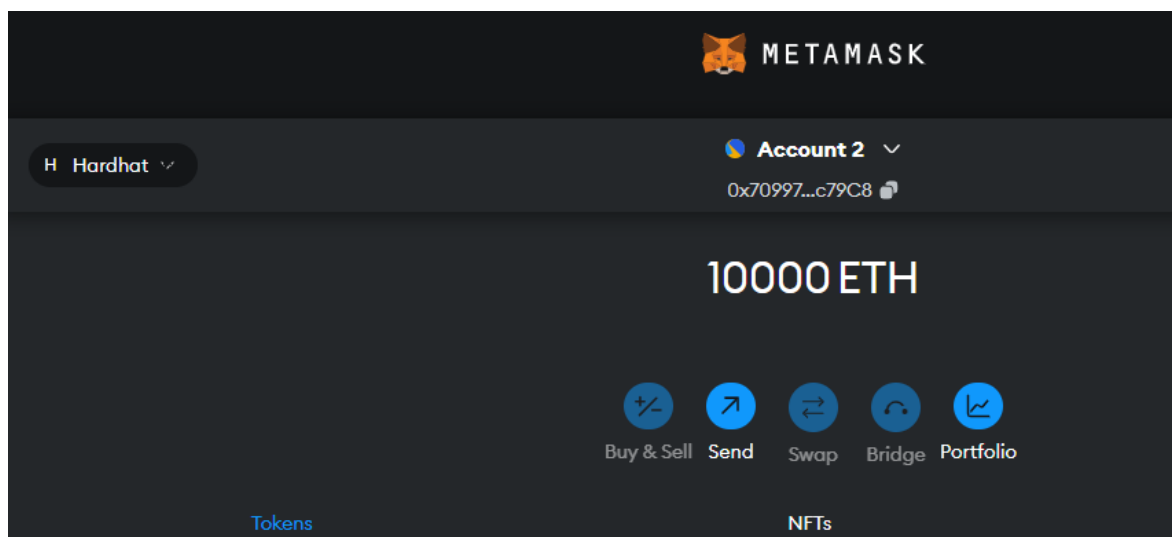 METAMASK
H Hardhat
Account 2
0x70997...c79C8
10000 ETH
Buy & Sell Send Swap Bridge Portfolio
Tokens NFTs